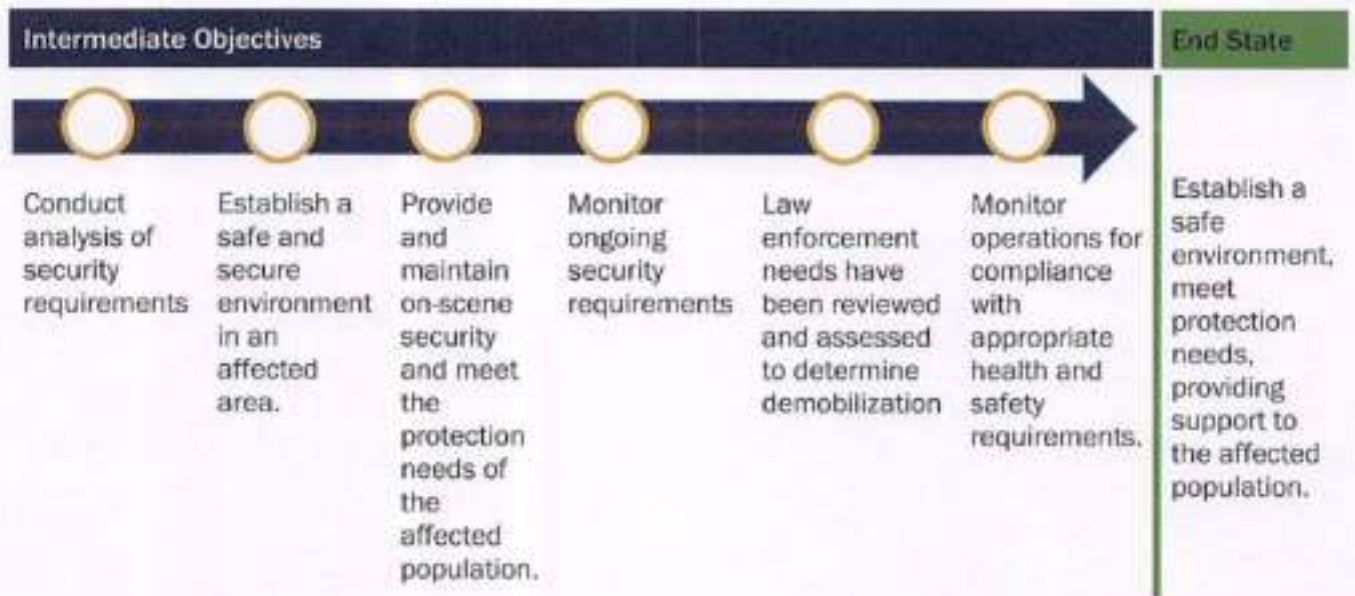 Intermediate Objectives
End State
Conduct
analysis of
security
requirements
Establish a
safe and
secure
environment
in an
affected
area.
Provide
and
maintain
on-scene
security
and meet
the
protection
needs of
the
affected
population.
Monitor
ongoing
security
requirements
Law
enforcement
needs have
been reviewed
and assessed
to determine
demobilization
Monitor
operations for
compliance
with
appropriate
health and
safety
requirements.
Establish a
safe
environment,
meet
protection
needs,
providing
support to
the affected
population.